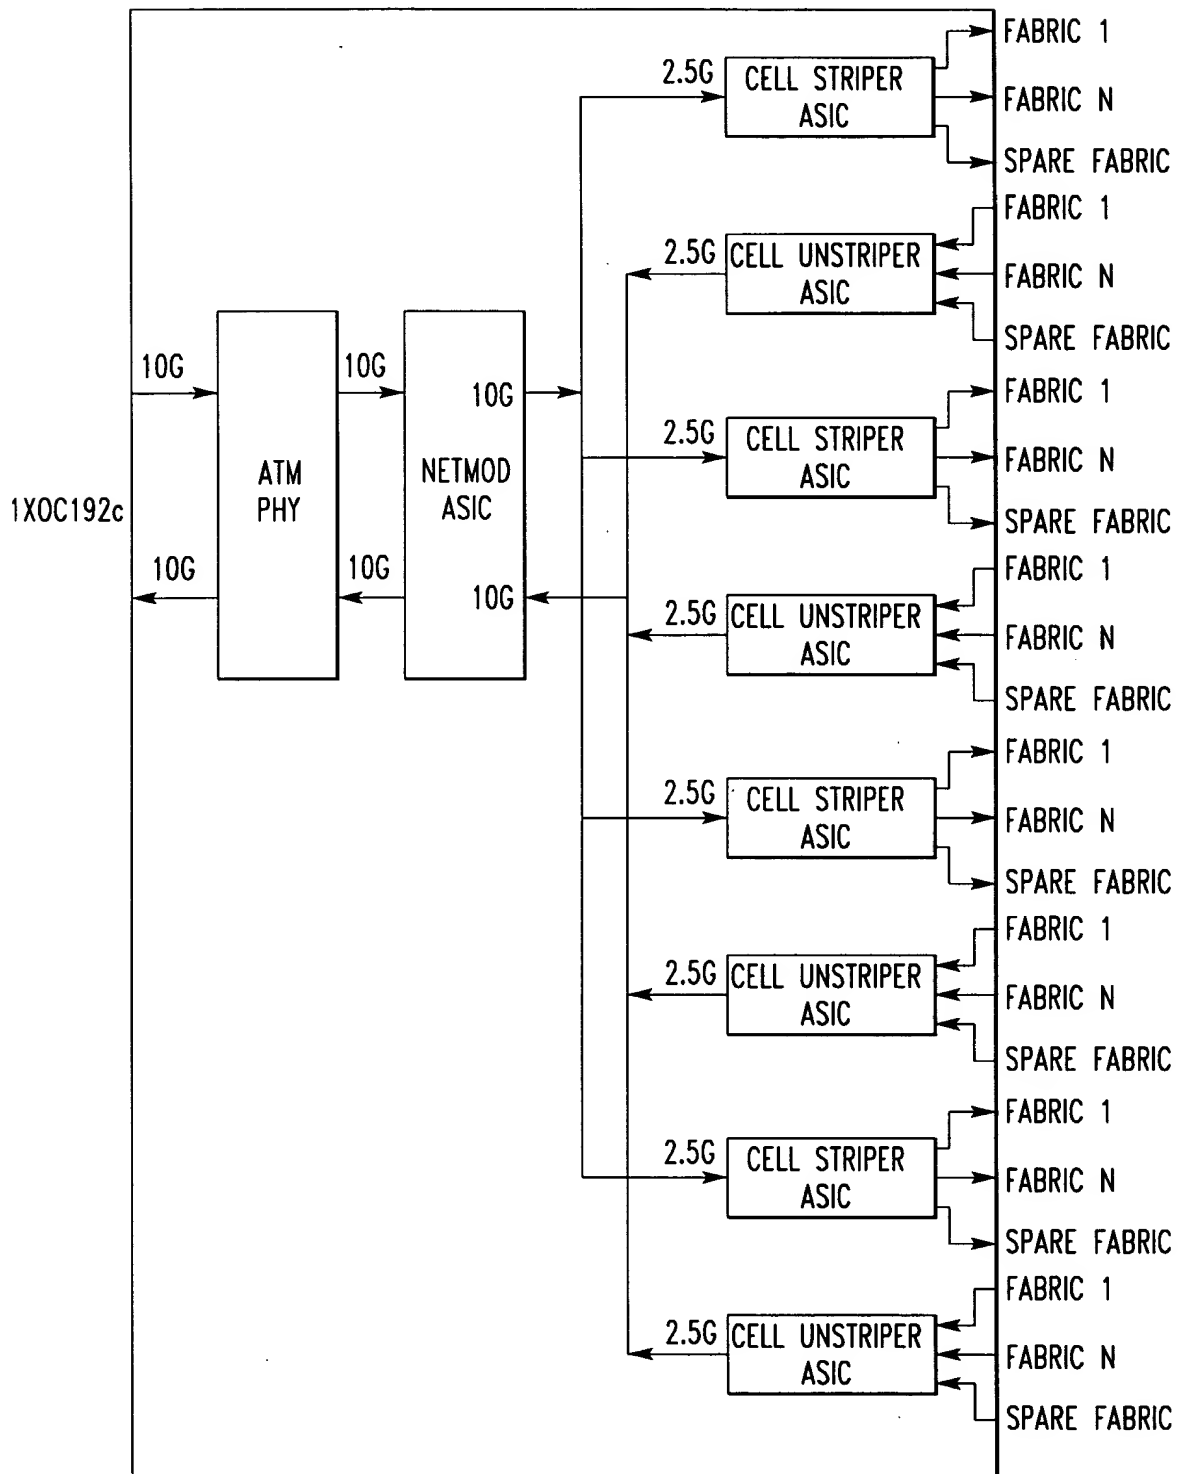 FABRIC 1
2.5G
CELL STRIPER
ASIC
FABRIC N
SPARE FABRIC
FABRIC 1
2.5G
CELL UNSTRIPER
ASIC
FABRIC N
SPARE FABRIC
10G
10G
10G
FABRIC 1
2.5G
CELL STRIPER
ASIC
FABRIC N
ATM
PHY
NETMOD
ASIC
1XOC192c
SPARE FABRIC
10G
10G
10G
FABRIC 1
2.5G
CELL UNSTRIPER
ASIC
FABRIC N
SPARE FABRIC
FABRIC 1
2.5G
CELL STRIPER
ASIC
FABRIC N
SPARE FABRIC
FABRIC 1
2.5G
CELL UNSTRIPER
ASIC
FABRIC N
SPARE FABRIC
FABRIC 1
2.5G
CELL STRIPER
ASIC
FABRIC N
SPARE FABRIC
FABRIC 1
2.5G
CELL UNSTRIPER
ASIC
FABRIC N
SPARE FABRIC